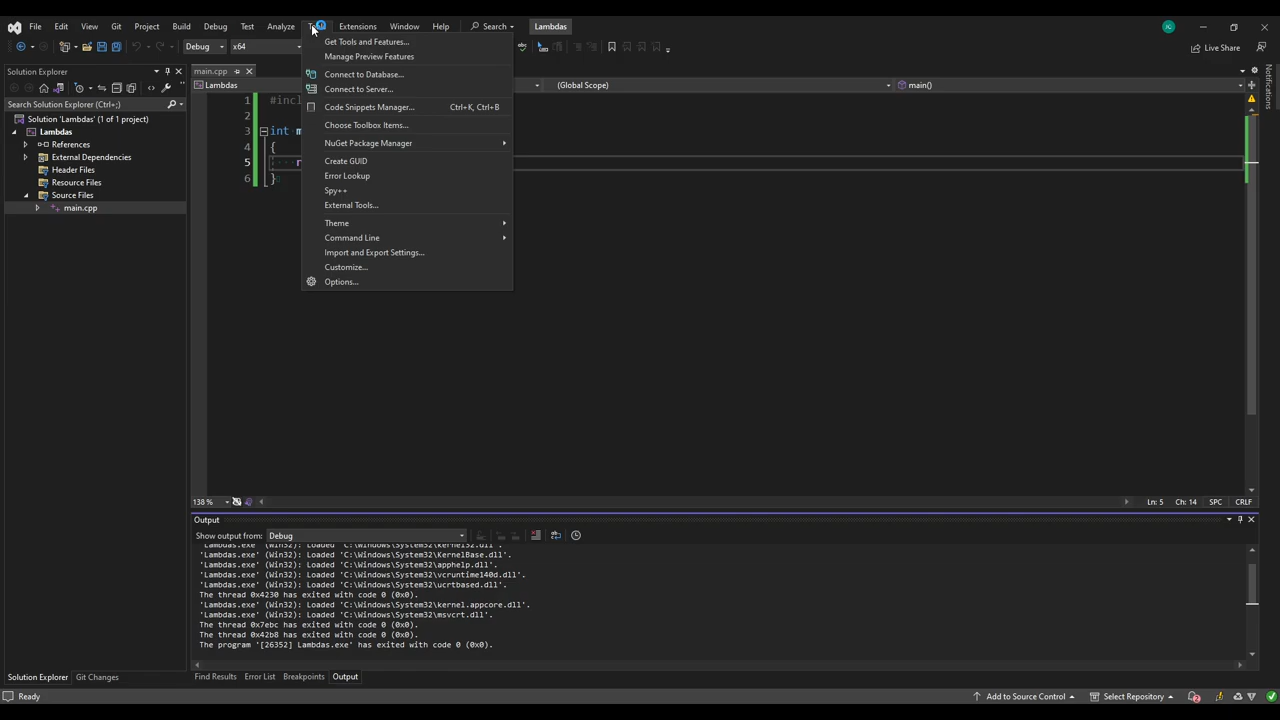 File Edit View Git Project Build Debug Test Analyze Extensions Window Help Search Lambdas
Debug x64 Live Share
Solution Explorer
Search Solution Explorer (Ctrl+;)
Solution 'Lambdas' (1 of 1 project)
Lambdas
References
External Dependencies
Header Files
Resource Files
Source Files
main.cpp
main.cpp
Lambdas (Global Scope) main()
1
2
3 int
4 {
5
6 }
Get Tools and Features...
Manage Preview Features
Connect to Database...
Connect to Server...
Code Snippets Manager... Ctrl+K, Ctrl+B
Choose Toolbox Items...
NuGet Package Manager
Create GUID
Error Lookup
Spy++
External Tools...
Theme
Command Line
Import and Export Settings...
Customize...
Options...
Notifications
138 % Ln: 5 Ch: 14 SPC CRLF
Output
Show output from: Debug
'Lambdas.exe' (Win32): Loaded 'C:\Windows\System32\kernel32.dll'.
'Lambdas.exe' (Win32): Loaded 'C:\Windows\System32\KernelBase.dll'.
'Lambdas.exe' (Win32): Loaded 'C:\Windows\System32\apphelp.dll'.
'Lambdas.exe' (Win32): Loaded 'C:\Windows\System32\vcruntime140d.dll'.
'Lambdas.exe' (Win32): Loaded 'C:\Windows\System32\ucrtbased.dll'.
The thread 0x4230 has exited with code 0 (0x0).
'Lambdas.exe' (Win32): Loaded 'C:\Windows\System32\kernel.appcore.dll'.
'Lambdas.exe' (Win32): Loaded 'C:\Windows\System32\msvcrt.dll'.
The thread 0x7ebc has exited with code 0 (0x0).
The thread 0x42b8 has exited with code 0 (0x0).
The program '[26352] Lambdas.exe' has exited with code 0 (0x0).
Solution Explorer Git Changes
Find Results Error List Breakpoints Output
Ready Add to Source Control Select Repository 2